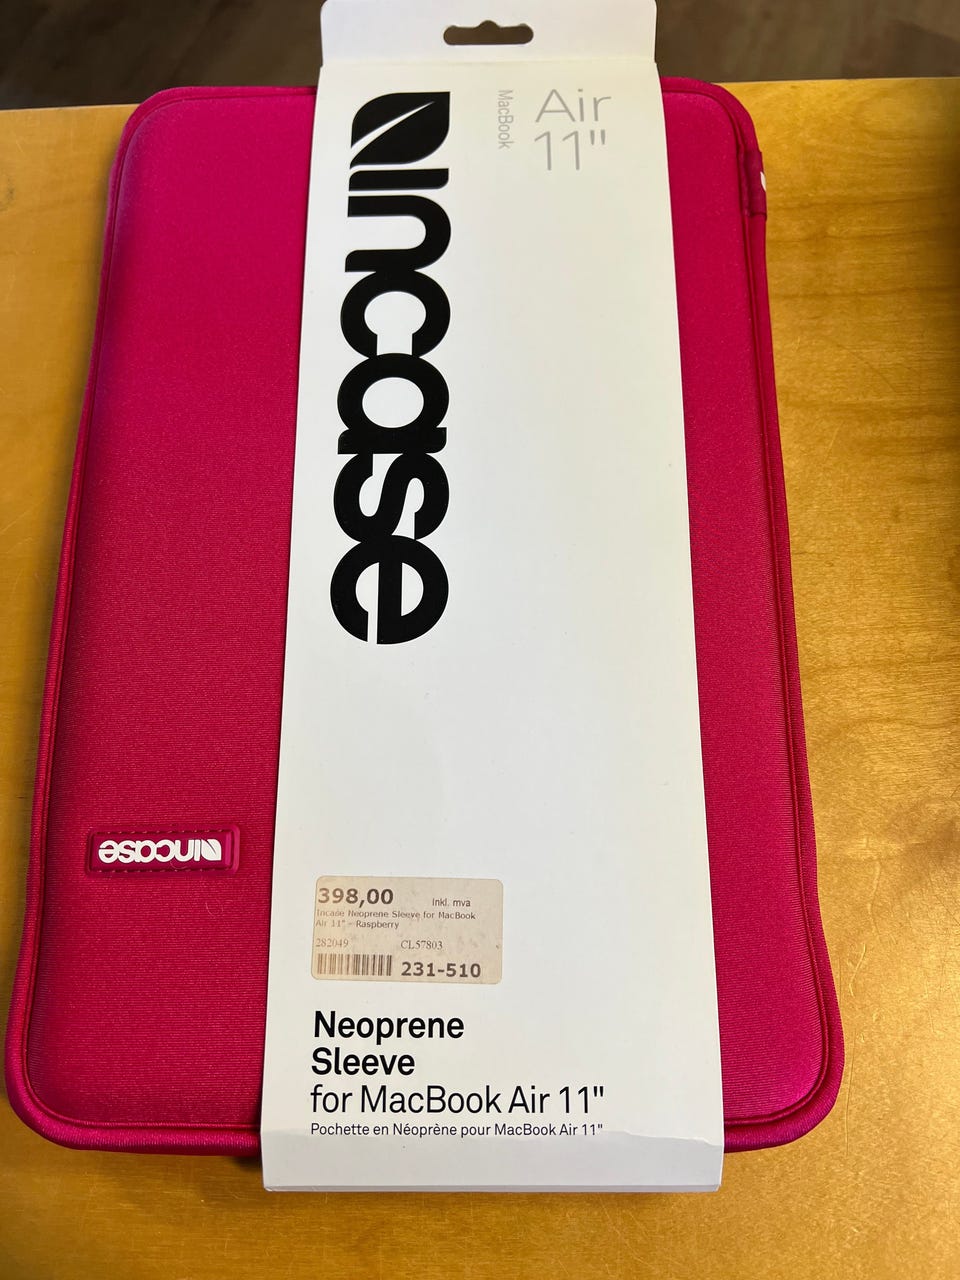 incase
MacBook
Air
11"
incase
398,00 Inkl. mva
Incase Neoprene Sleeve for MacBook
Air 11" - Raspberry
282049 CL57803
231-510
Neoprene
Sleeve
for MacBook Air 11"
Pochette en Néoprène pour MacBook Air 11"